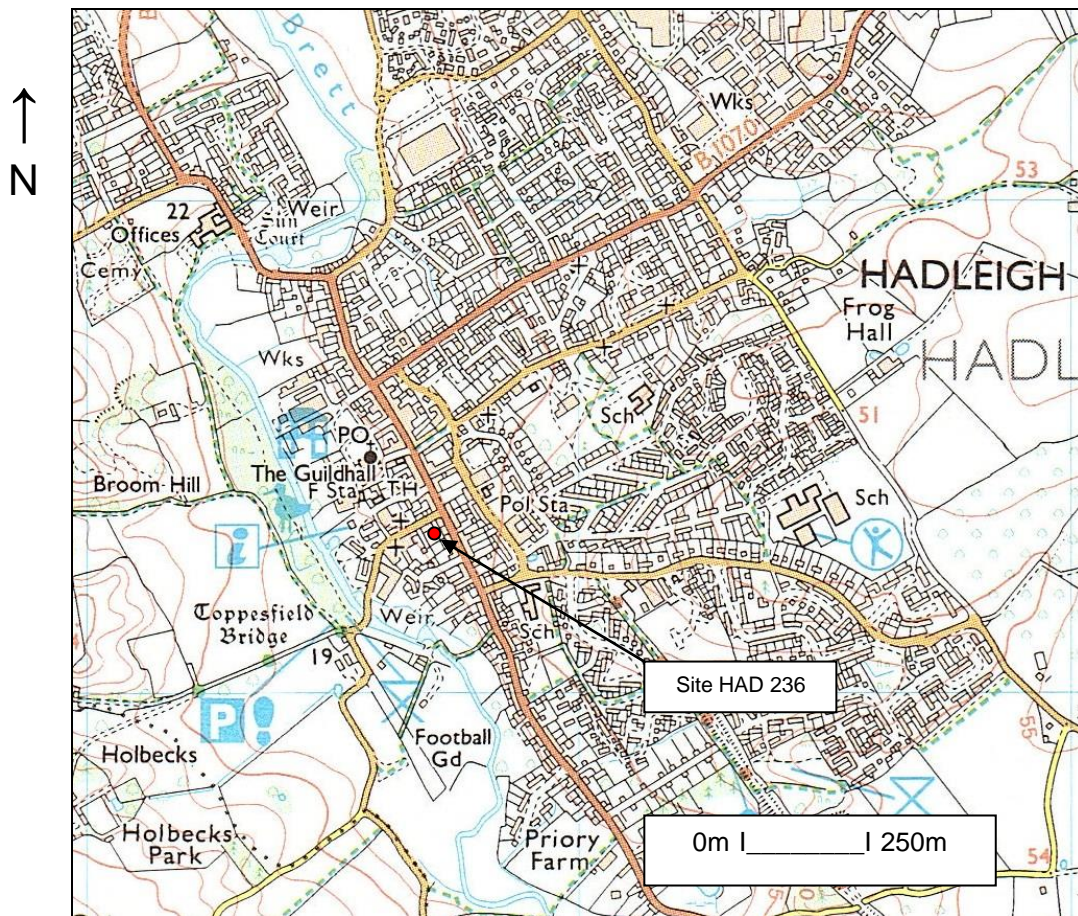 ↑
N
Brett
Wks
B1070
53
22
Weir
Sun
Court
Offices
Cemy
HADLEIGH
Frog
Hall
HADL
Wks
Sch
51
PO
The Guildhall
F Sta
TH
Broom Hill
Pol Sta
Sch
i
Toppesfield
Bridge
Weir
Sch
19
Site HAD 236
P
Football
Gd
Holbecks
55
Holbecks
Park
Priory
Farm
0m I________I 250m
54